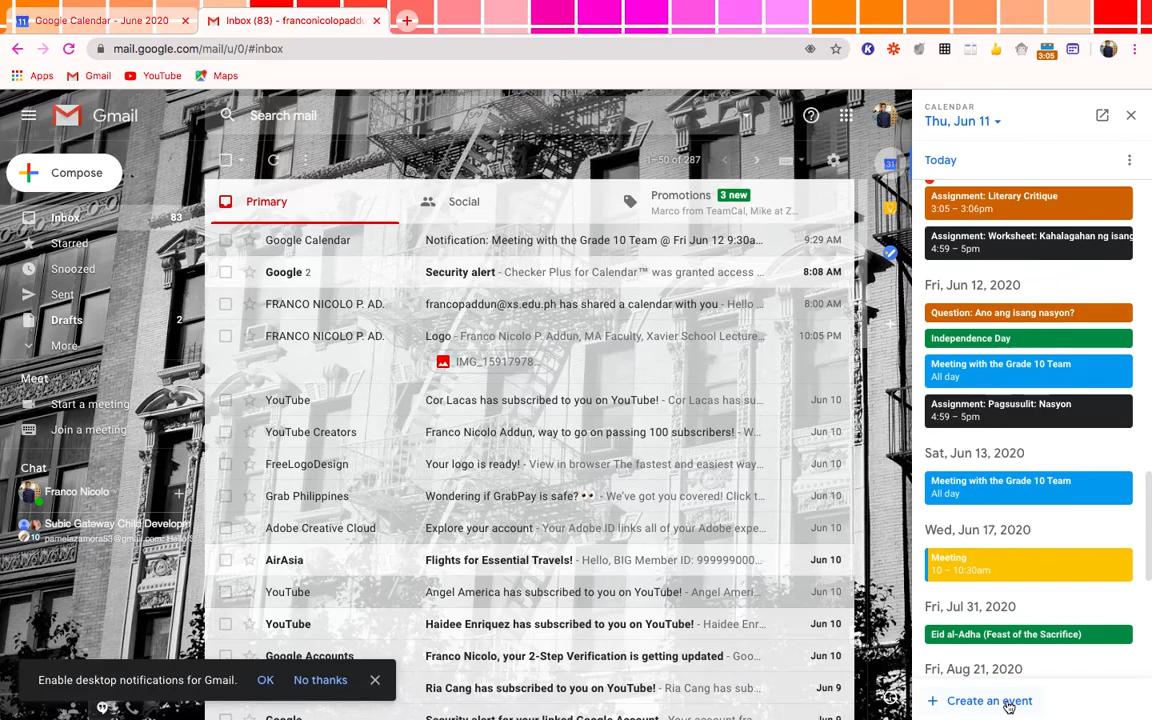 Google Calendar - June 2020
Inbox (83) - franconicolopaddu
mail.google.com/mail/u/0/#inbox
3:05
Apps
Gmail
YouTube
Maps
Gmail
Search mail
CALENDAR
Thu, Jun 11
Compose
1–50 of 287
Today
Inbox 83
Starred
Snoozed
Sent
Drafts 2
More
Meet
Start a meeting
Join a meeting
Chat
Franco Nicolo
Subic Gateway Child Developm
pamelazamora53@gmail.com:
Primary
Social
Promotions 3 new
Marco from TeamCal, Mike at Z...
Google Calendar Notification: Meeting with the Grade 10 Team @ Fri Jun 12 9:30a... 9:29 AM
Google 2 Security alert - Checker Plus for Calendar™ was granted access ... 8:08 AM
FRANCO NICOLO P. AD. francopaddun@xs.edu.ph has shared a calendar with you - Hello ... 8:00 AM
FRANCO NICOLO P. AD. Logo - Franco Nicolo P. Addun, MA Faculty, Xavier School Lecture... 10:05 PM
IMG_15917978...
YouTube Cor Lacas has subscribed to you on YouTube! - Cor Lacas has su... Jun 10
YouTube Creators Franco Nicolo Addun, way to go on passing 100 subscribers! - W... Jun 10
FreeLogoDesign Your logo is ready! - View in browser The fastest and easiest way... Jun 10
Grab Philippines Wondering if GrabPay is safe? 👀 - We've got you covered! Click t... Jun 10
Adobe Creative Cloud Explore your account - Your Adobe ID links all of your Adobe expe... Jun 10
AirAsia Flights for Essential Travels! - Hello, BIG Member ID: 999999000... Jun 10
YouTube Angel America has subscribed to you on YouTube! - Angel Ameri... Jun 10
YouTube Haidee Enriquez has subscribed to you on YouTube! - Haidee Enr... Jun 10
Google Accounts Franco Nicolo, your 2-Step Verification is getting updated - Goo... Jun 10
Ria Cang has subscribed to you on YouTube! - Ria Cang has sub... Jun 9
Google Security alert for your linked Google Account
Enable desktop notifications for Gmail. OK No thanks
Assignment: Literary Critique
3:05 – 3:06pm
Assignment: Worksheet: Kahalagahan ng isang
4:59 – 5pm
Fri, Jun 12, 2020
Question: Ano ang isang nasyon?
Independence Day
Meeting with the Grade 10 Team
All day
Assignment: Pagsusulit: Nasyon
4:59 – 5pm
Sat, Jun 13, 2020
Meeting with the Grade 10 Team
All day
Wed, Jun 17, 2020
Meeting
10 – 10:30am
Fri, Jul 31, 2020
Eid al-Adha (Feast of the Sacrifice)
Fri, Aug 21, 2020
Create an event